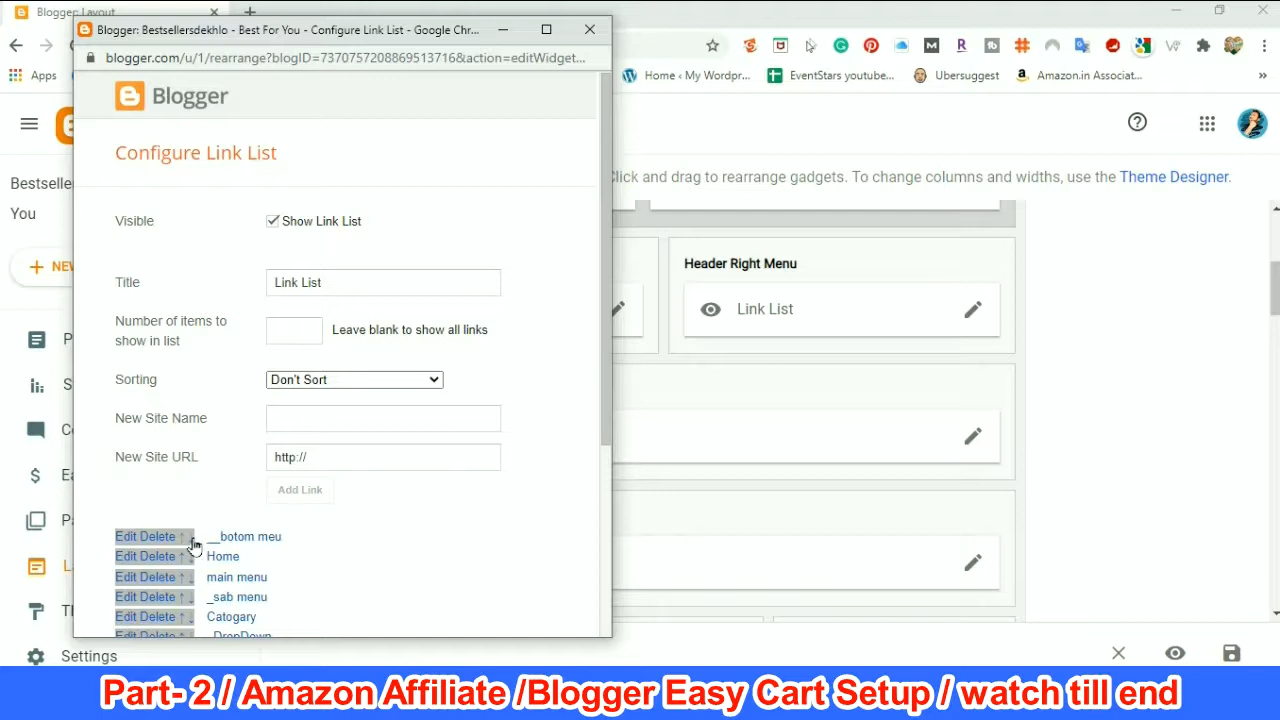 Blogger: Layout
Blogger: Bestsellersdekhlo - Best For You - Configure Link List - Google Chr...
blogger.com/u/1/rearrange?blogID=7370757208869513716&action=editWidget...
Apps
Home ‹ My Wordpr...
EventStars youtube...
Ubersuggest
Amazon.in Associat...
»
Blogger
Configure Link List
Click and drag to rearrange gadgets. To change columns and widths, use the Theme Designer.
Bestselle
You
NEW
Visible
Show Link List
Title
Link List
Number of items to
show in list
Leave blank to show all links
Sorting
Don't Sort
New Site Name
New Site URL
http://
Add Link
Edit Delete ↑ ↓ __botom meu
Edit Delete ↑ ↓ Home
Edit Delete ↑ ↓ main menu
Edit Delete ↑ ↓ _sab menu
Edit Delete ↑ ↓ Catogary
Edit Delete ↑ ↓ _DropDown
Header Right Menu
Link List
Settings
Part- 2 / Amazon Affiliate /Blogger Easy Cart Setup / watch till end